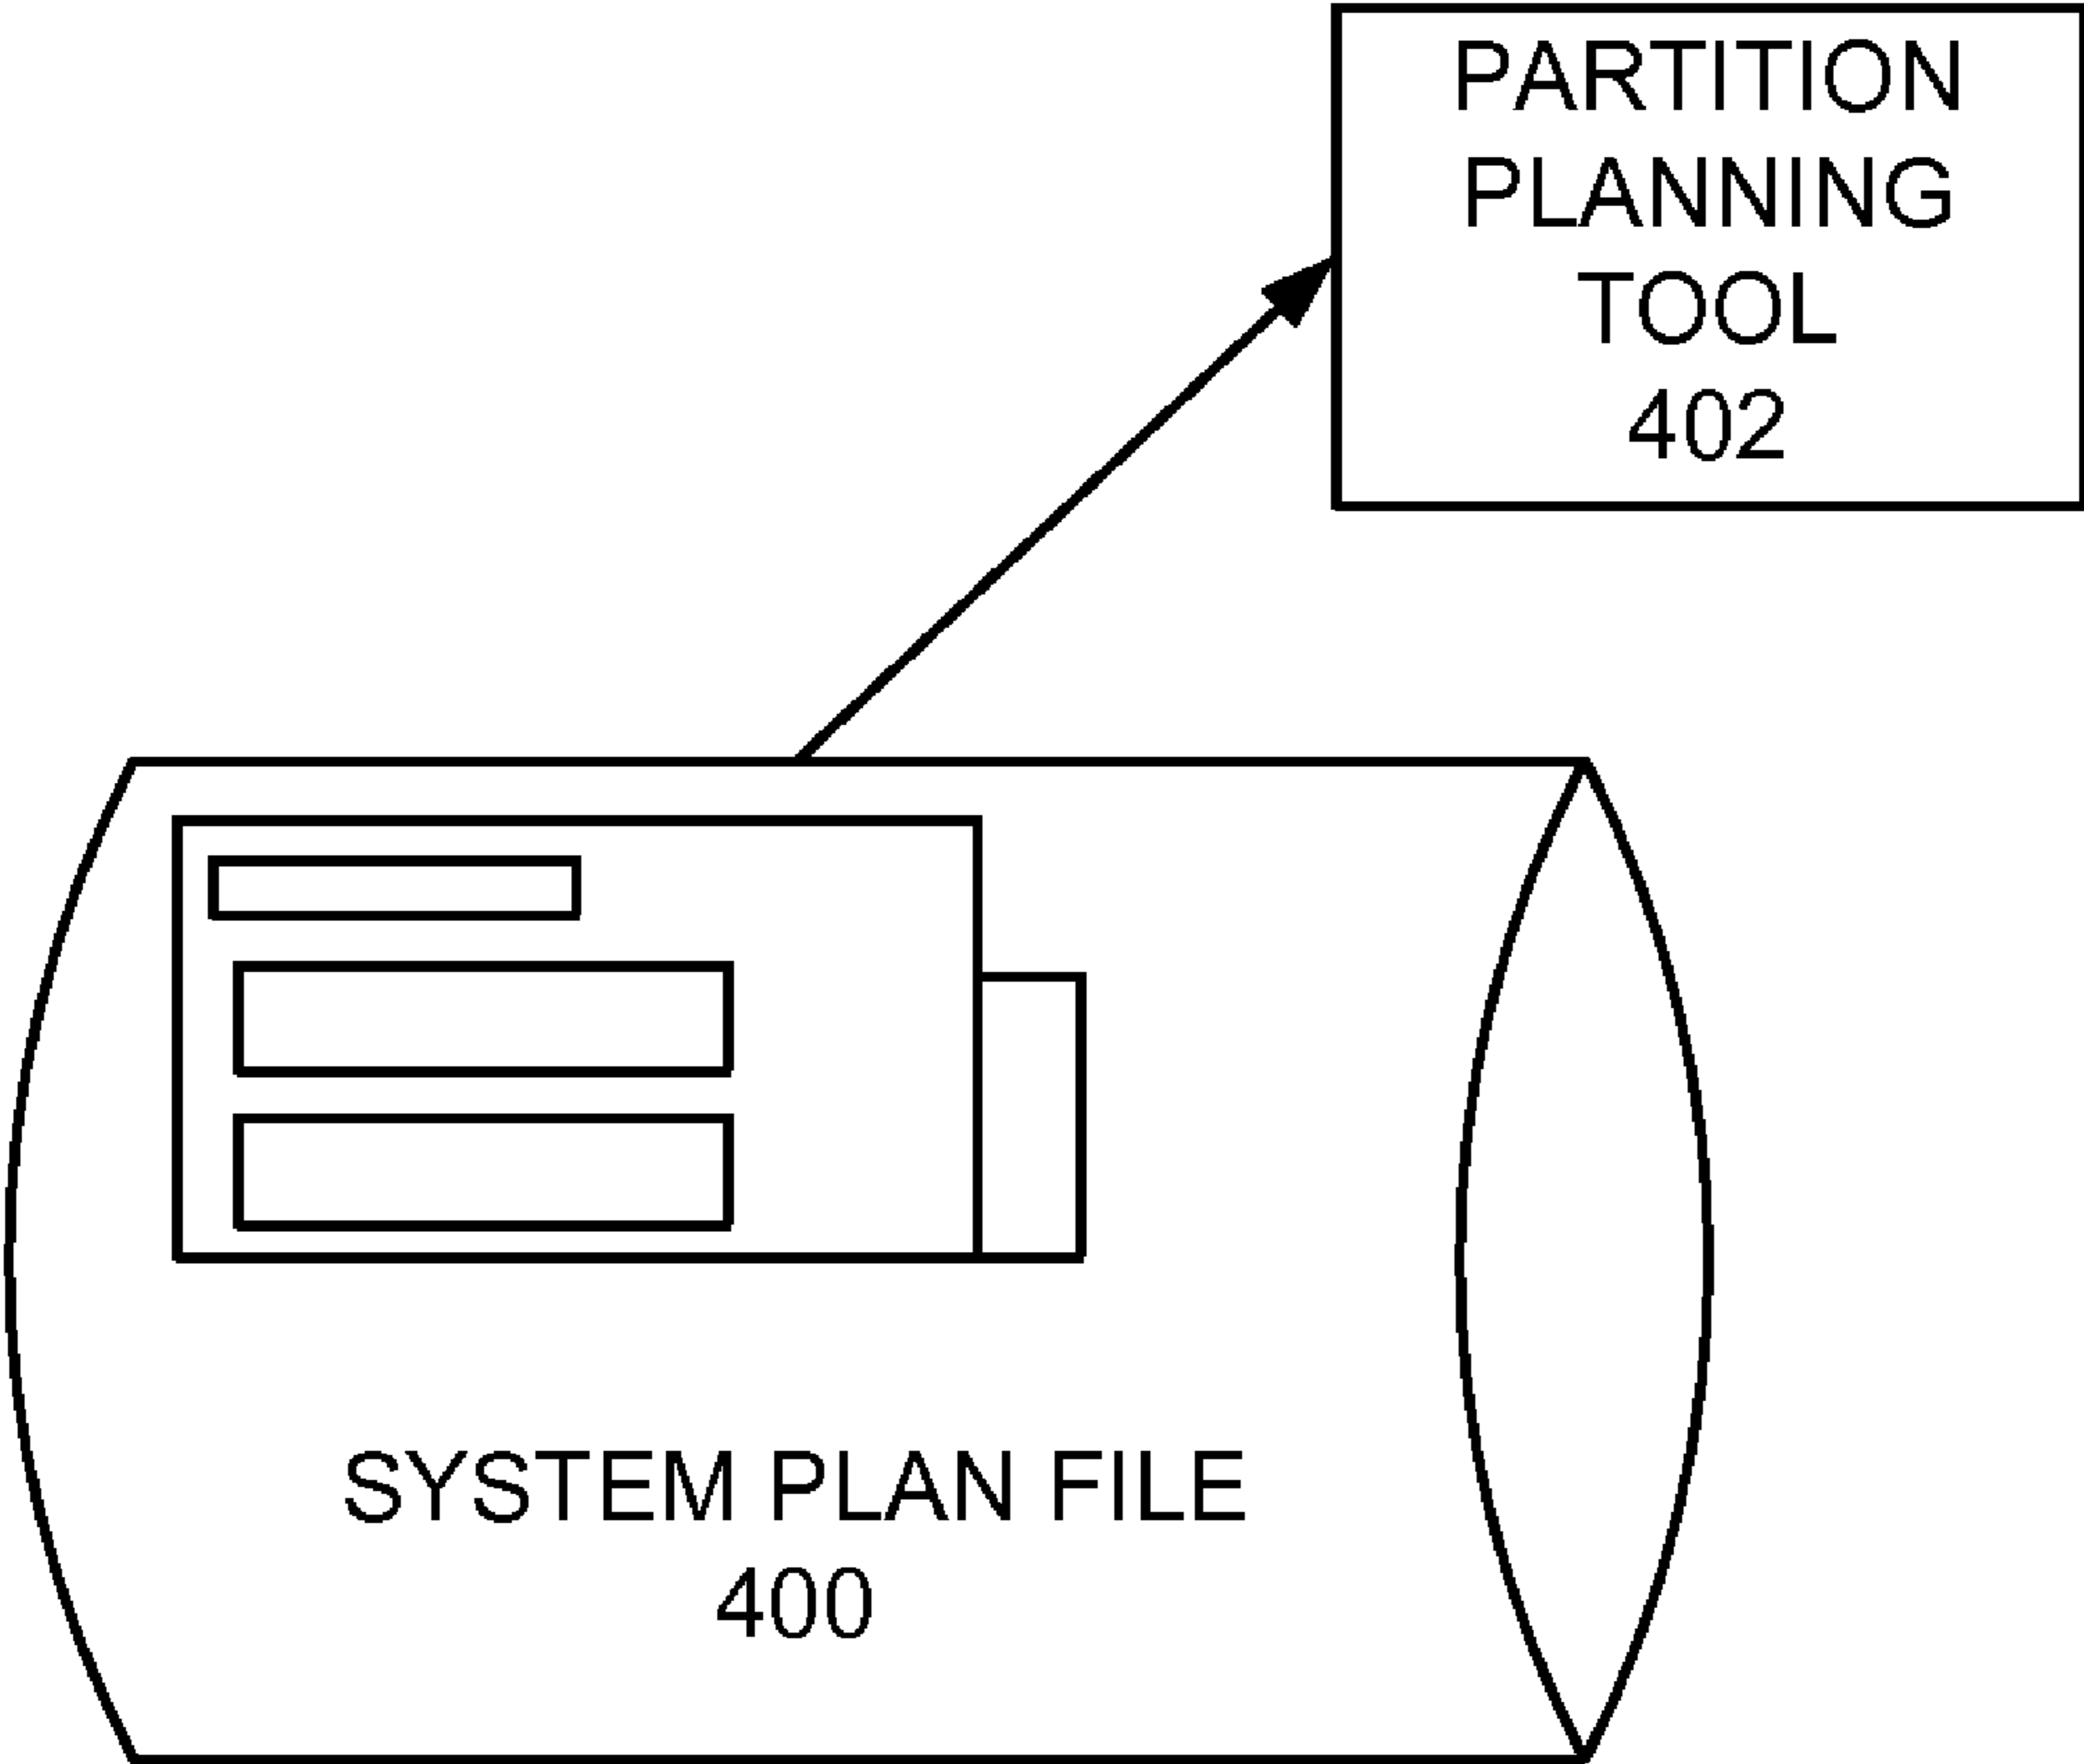 PARTITION
PLANNING
TOOL
402
SYSTEM PLAN FILE
400